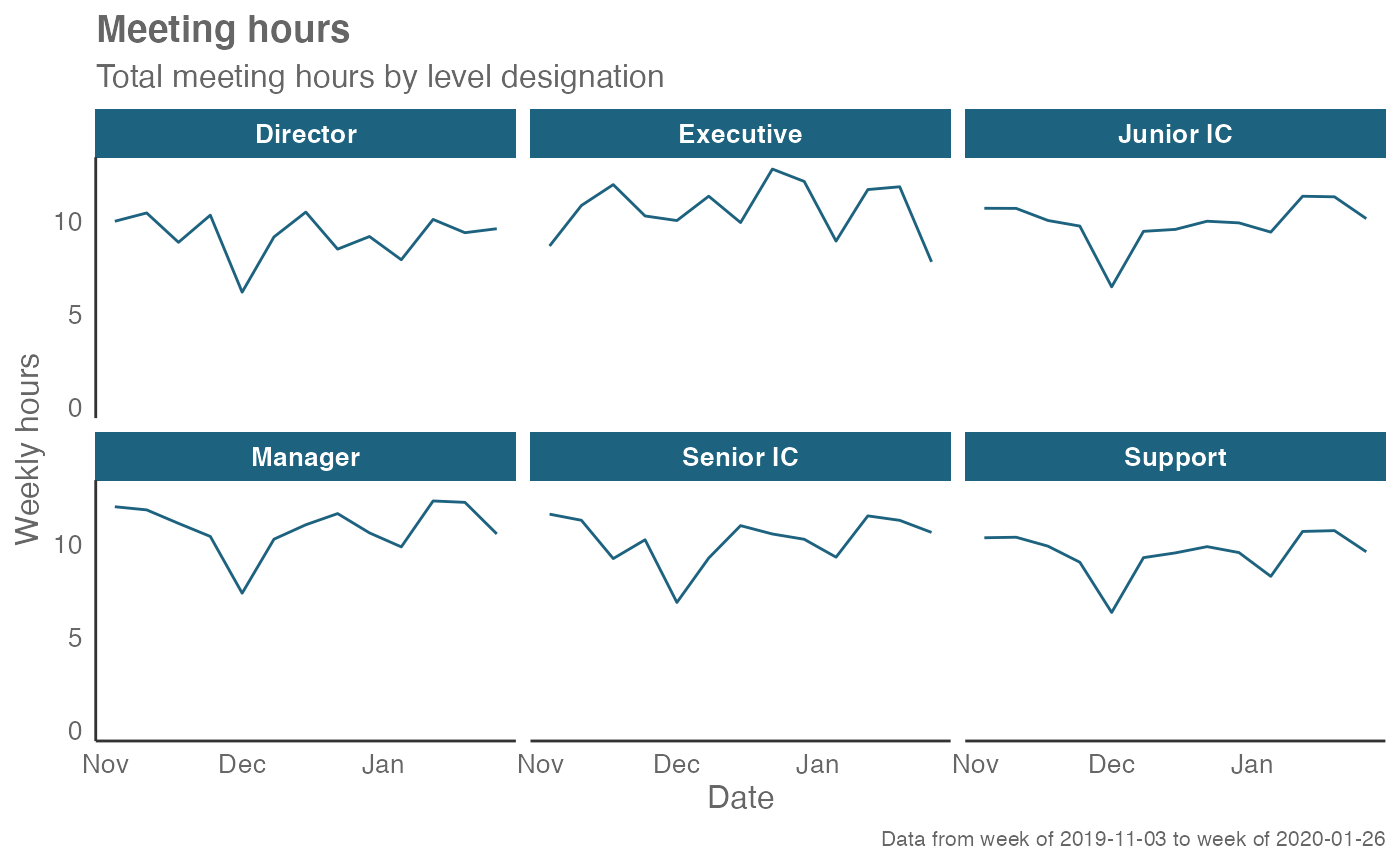 Meeting hours
Total meeting hours by level designation
Director
Executive
Junior IC
10
5
0
Weekly hours
Manager
Senior IC
Support
10
5
0
Nov Dec Jan
Nov Dec Jan
Nov Dec Jan
Date
Data from week of 2019-11-03 to week of 2020-01-26